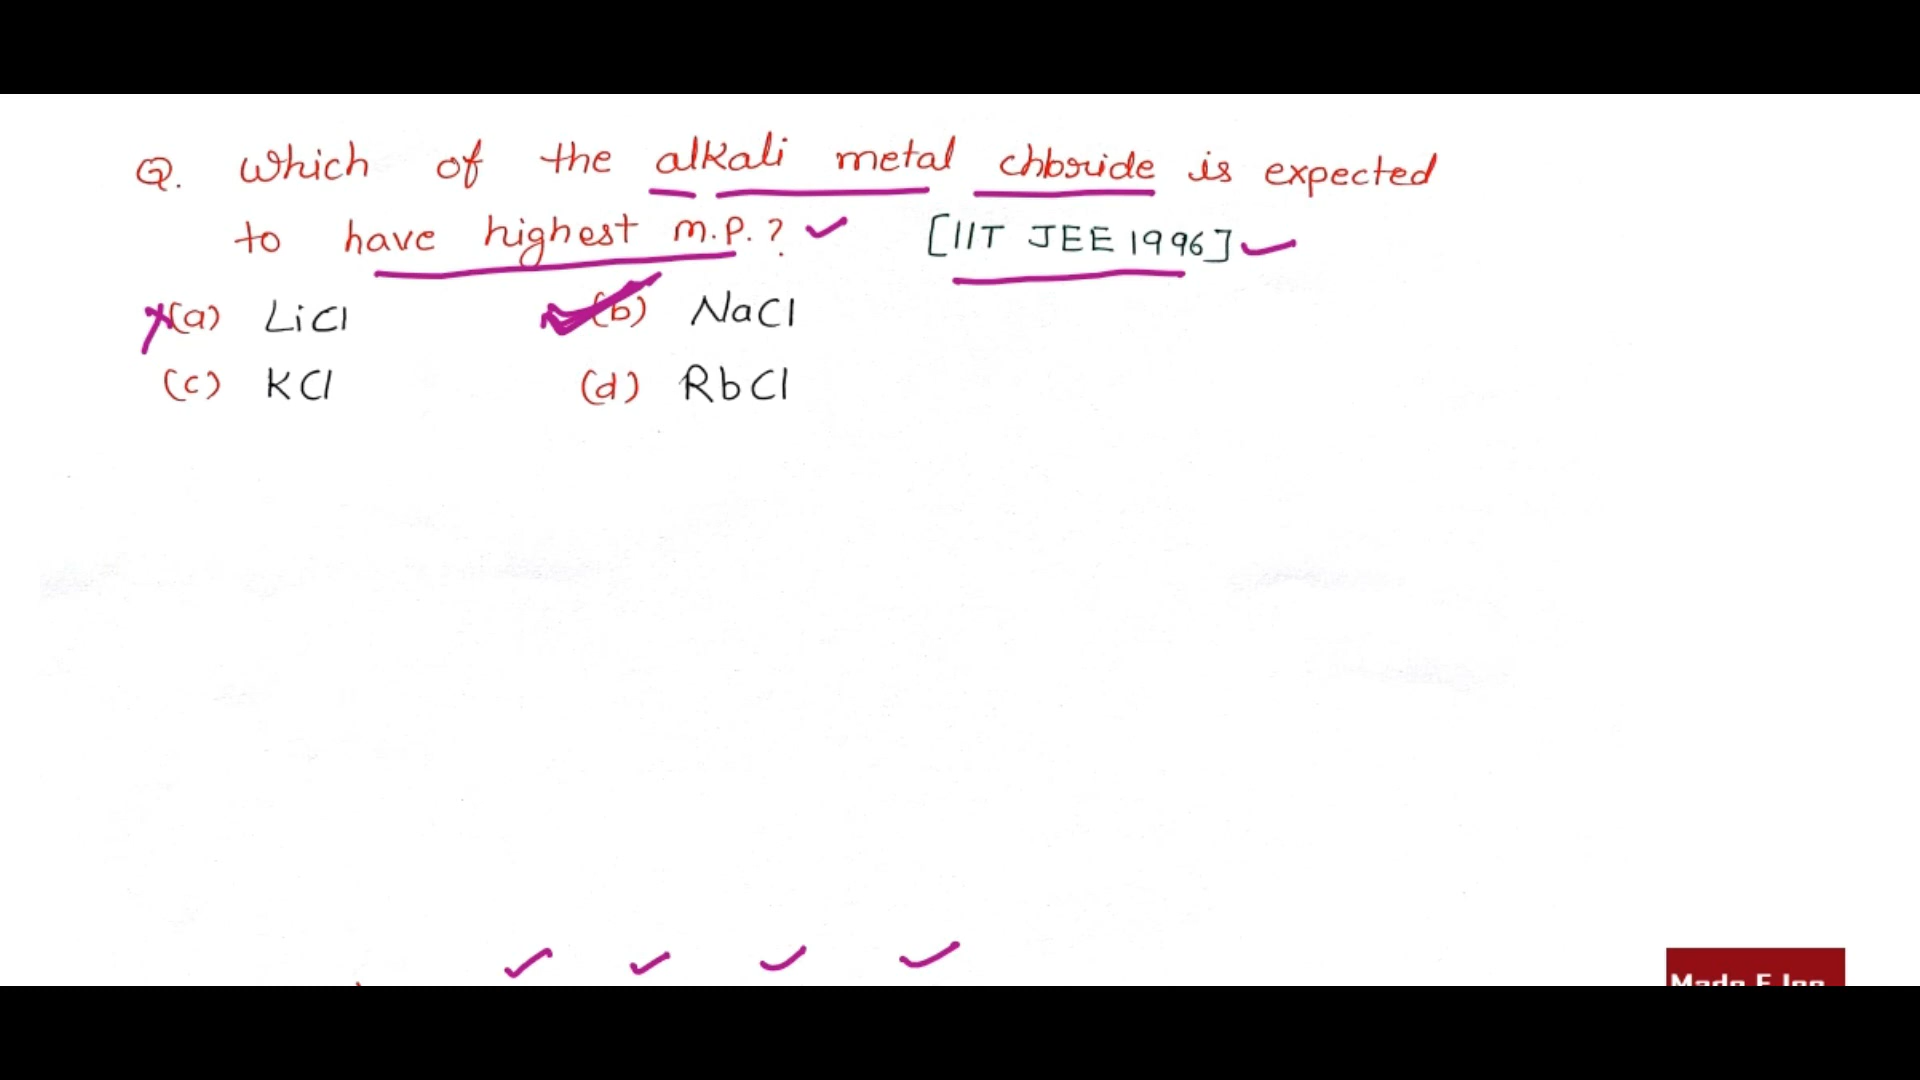 Q. Which of the alkali metal chloride is expected
to have highest m.p.? [IIT JEE 1996]
(a) LiCl (b) NaCl
(c) KCl (d) RbCl